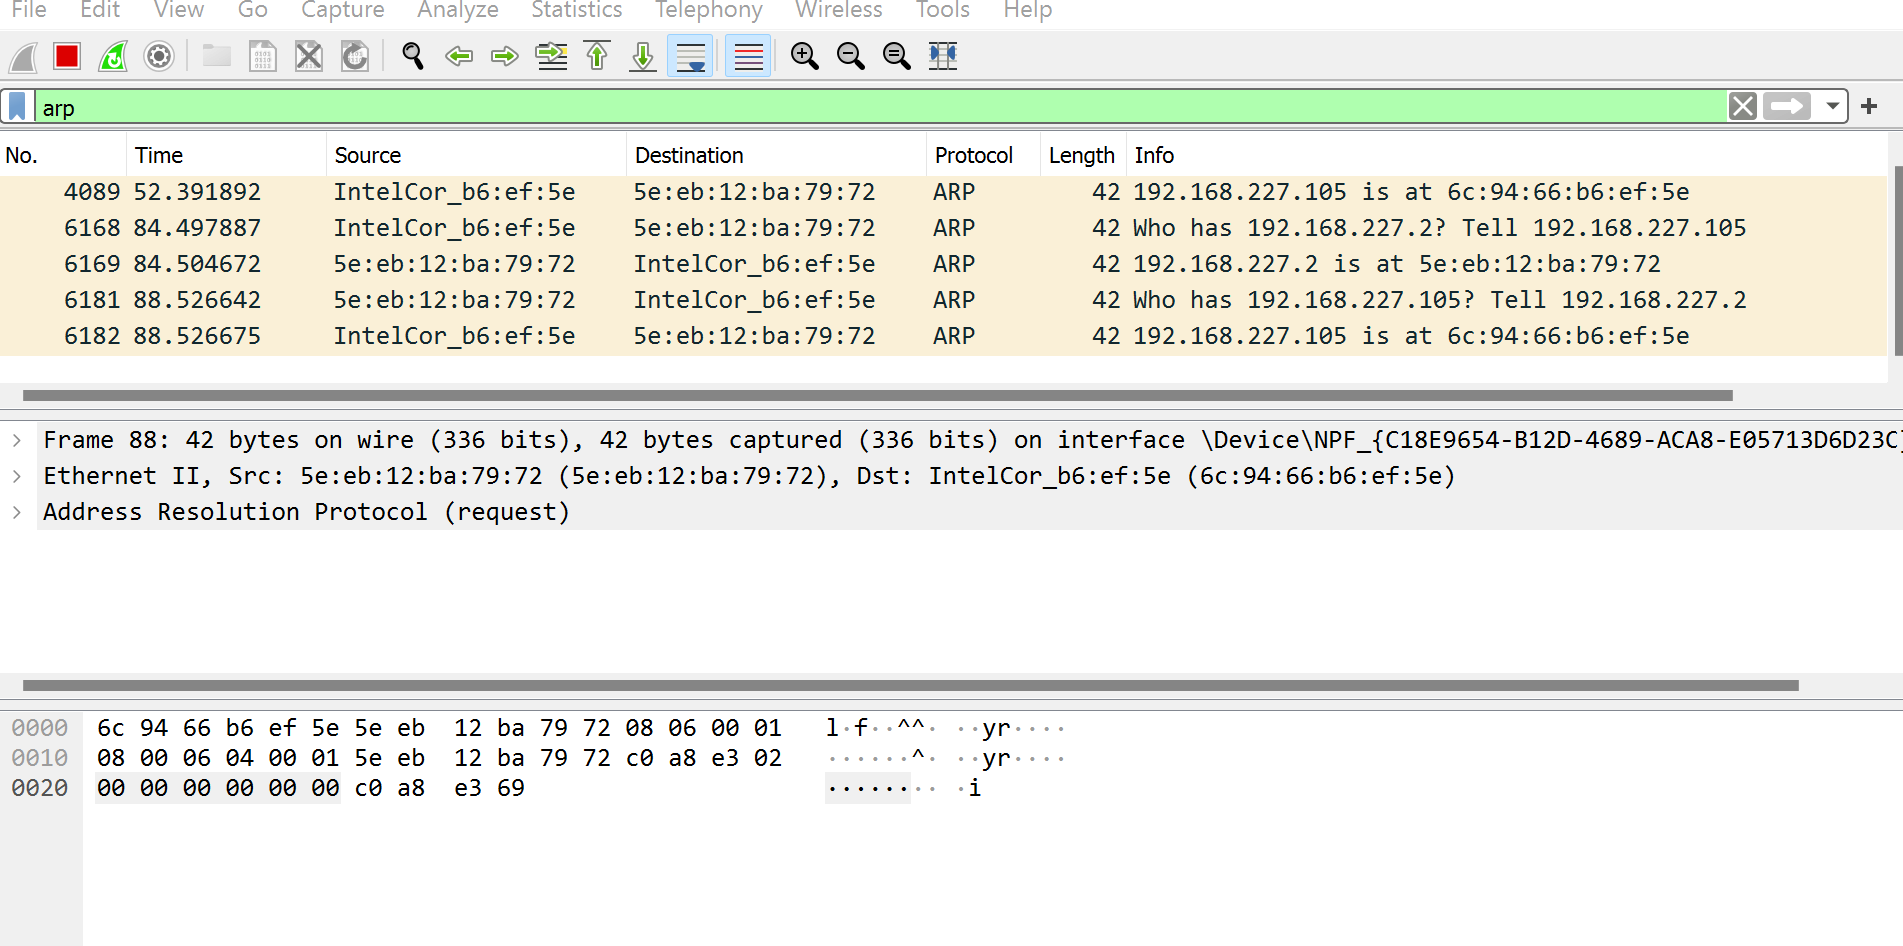 File Edit View Go Capture Analyze Statistics Telephony Wireless Tools Help
arp
No. Time Source Destination Protocol Length Info
4089 52.391892 IntelCor_b6:ef:5e 5e:eb:12:ba:79:72 ARP 42 192.168.227.105 is at 6c:94:66:b6:ef:5e
6168 84.497887 IntelCor_b6:ef:5e 5e:eb:12:ba:79:72 ARP 42 Who has 192.168.227.2? Tell 192.168.227.105
6169 84.504672 5e:eb:12:ba:79:72 IntelCor_b6:ef:5e ARP 42 192.168.227.2 is at 5e:eb:12:ba:79:72
6181 88.526642 5e:eb:12:ba:79:72 IntelCor_b6:ef:5e ARP 42 Who has 192.168.227.105? Tell 192.168.227.2
6182 88.526675 IntelCor_b6:ef:5e 5e:eb:12:ba:79:72 ARP 42 192.168.227.105 is at 6c:94:66:b6:ef:5e
Frame 88: 42 bytes on wire (336 bits), 42 bytes captured (336 bits) on interface \Device\NPF_{C18E9654-B12D-4689-ACA8-E05713D6D23C}
Ethernet II, Src: 5e:eb:12:ba:79:72 (5e:eb:12:ba:79:72), Dst: IntelCor_b6:ef:5e (6c:94:66:b6:ef:5e)
Address Resolution Protocol (request)
0000 6c 94 66 b6 ef 5e 5e eb 12 ba 79 72 08 06 00 01 l·f··^^· ··yr····
0010 08 00 06 04 00 01 5e eb 12 ba 79 72 c0 a8 e3 02 ······^· ··yr····
0020 00 00 00 00 00 00 c0 a8 e3 69 ········ ·i